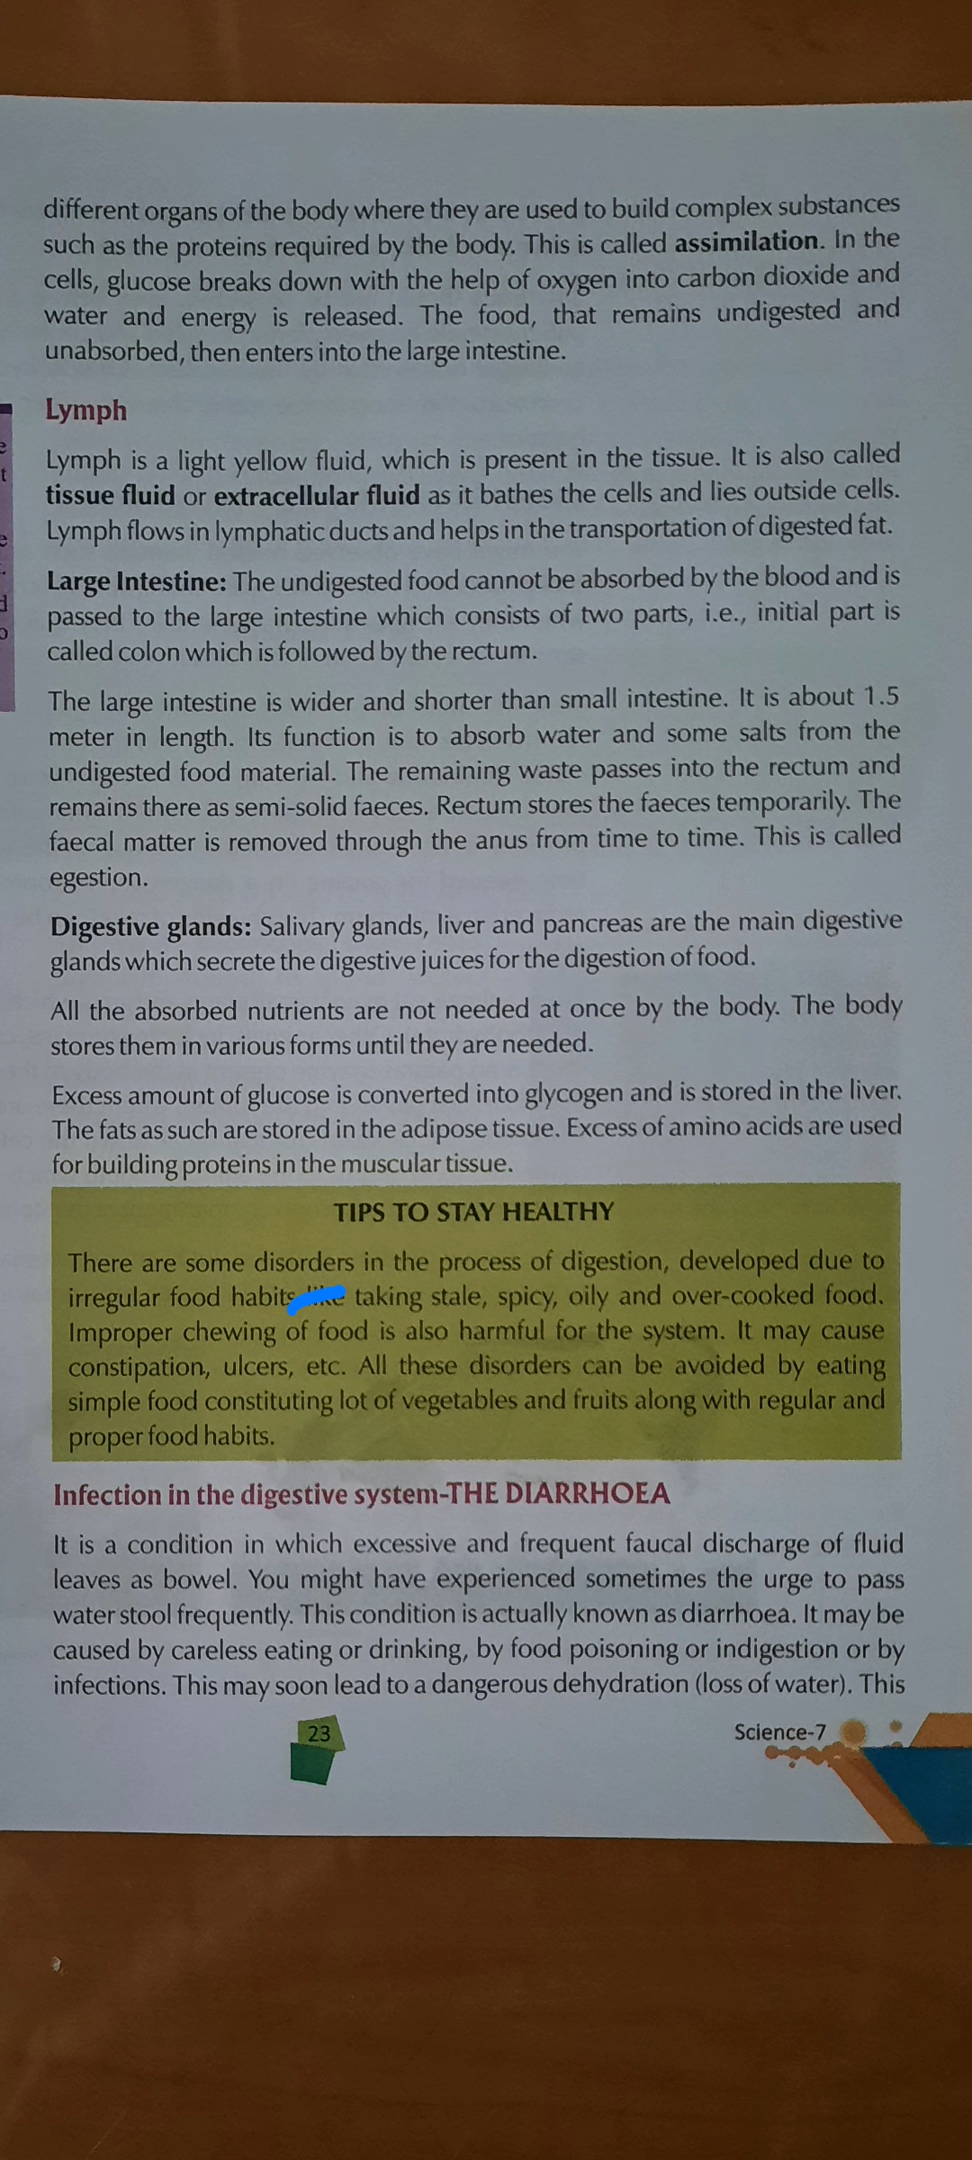 different organs of the body where they are used to build complex substances
such as the proteins required by the body. This is called assimilation. In the
cells, glucose breaks down with the help of oxygen into carbon dioxide and
water and energy is released. The food, that remains undigested and
unabsorbed, then enters into the large intestine.
Lymph
Lymph is a light yellow fluid, which is present in the tissue. It is also called
tissue fluid or extracellular fluid as it bathes the cells and lies outside cells.
Lymph flows in lymphatic ducts and helps in the transportation of digested fat.
Large Intestine: The undigested food cannot be absorbed by the blood and is
passed to the large intestine which consists of two parts, i.e., initial part is
called colon which is followed by the rectum.
The large intestine is wider and shorter than small intestine. It is about 1.5
meter in length. Its function is to absorb water and some salts from the
undigested food material. The remaining waste passes into the rectum and
remains there as semi-solid faeces. Rectum stores the faeces temporarily. The
faecal matter is removed through the anus from time to time. This is called
egestion.
Digestive glands: Salivary glands, liver and pancreas are the main digestive
glands which secrete the digestive juices for the digestion of food.
All the absorbed nutrients are not needed at once by the body. The body
stores them in various forms until they are needed.
Excess amount of glucose is converted into glycogen and is stored in the liver.
The fats as such are stored in the adipose tissue. Excess of amino acids are used
for building proteins in the muscular tissue.
TIPS TO STAY HEALTHY
There are some disorders in the process of digestion, developed due to
irregular food habits taking stale, spicy, oily and over-cooked food.
Improper chewing of food is also harmful for the system. It may cause
constipation, ulcers, etc. All these disorders can be avoided by eating
simple food constituting lot of vegetables and fruits along with regular and
proper food habits.
Infection in the digestive system-THE DIARRHOEA
It is a condition in which excessive and frequent faucal discharge of fluid
leaves as bowel. You might have experienced sometimes the urge to pass
water stool frequently. This condition is actually known as diarrhoea. It may be
caused by careless eating or drinking, by food poisoning or indigestion or by
infections. This may soon lead to a dangerous dehydration (loss of water). This
23
Science-7